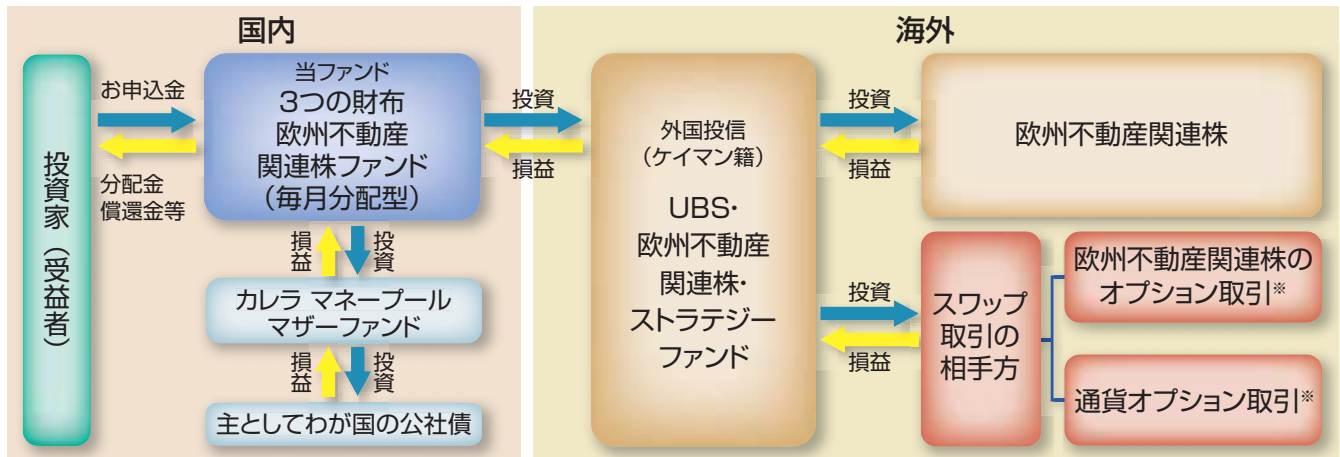 国内
お申込金
分配金
償還金等
投資家（受益者）
当ファンド
3つの財布
欧州不動産
関連株ファンド
（毎月分配型）
投資
損益
損益
投資
カレラ マネープール
マザーファンド
損益
投資
主としてわが国の公社債
海外
外国投信
（ケイマン籍）
UBS・
欧州不動産
関連株・
ストラテジー
ファンド
投資
損益
欧州不動産関連株
投資
損益
スワップ
取引の
相手方
欧州不動産関連株の
オプション取引※
通貨オプション取引※